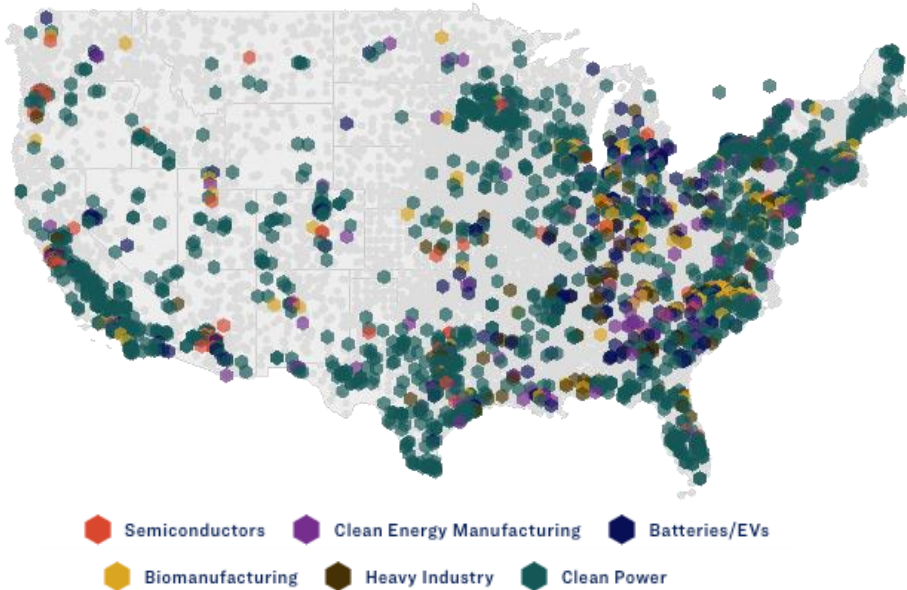 Semiconductors Clean Energy Manufacturing Batteries/EVs
Biomanufacturing Heavy Industry Clean Power